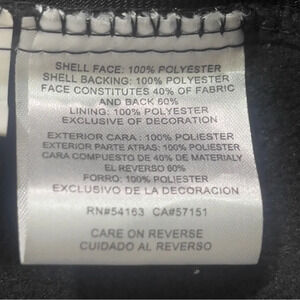 SHELL FACE: 100% POLYESTER
SHELL BACKING: 100% POLYESTER
FACE CONSTITUTES 40% OF FABRIC
AND BACK 60%
LINING: 100% POLYESTER
EXCLUSIVE OF DECORATION
EXTERIOR CARA : 100% POLIESTER
EXTERIOR PARTE ATRAS: 100% POLIESTER
CARA COMPUESTO DE 40% DE MATERIALY
EL REVERSO 60%
FORRO: 100% POLIESTER
EXCLUSIVO DE LA DECORACION
RN#54163 CA#57151
CARE ON REVERSE
CUIDADO AL REVERSO